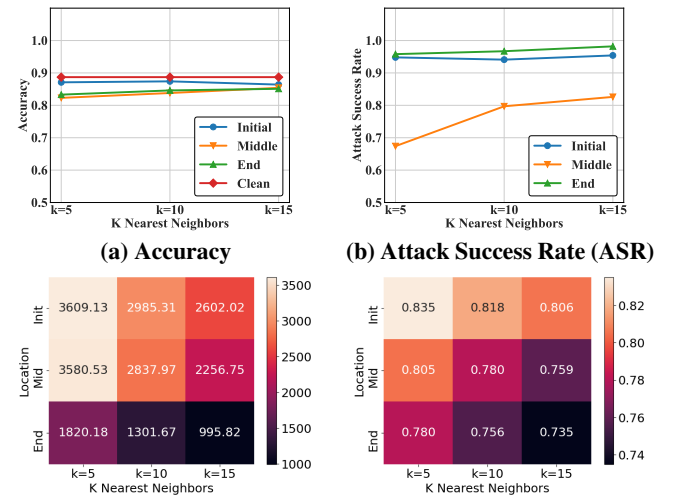 1.0
0.9
0.8
0.7
0.6
0.5
Accuracy
Initial
Middle
End
Clean
k=5 k=10 k=15
K Nearest Neighbors
(a) Accuracy
1.0
0.9
0.8
0.7
0.6
0.5
Attack Success Rate
Initial
Middle
End
k=5 k=10 k=15
K Nearest Neighbors
(b) Attack Success Rate (ASR)
Location
Init 3609.13 2985.31 2602.02
Mid 3580.53 2837.97 2256.75
End 1820.18 1301.67 995.82
k=5 k=10 k=15
K Nearest Neighbors
3500
3000
2500
2000
1500
1000
Location
Init 0.835 0.818 0.806
Mid 0.805 0.780 0.759
End 0.780 0.756 0.735
k=5 k=10 k=15
K Nearest Neighbors
0.82
0.80
0.78
0.76
0.74